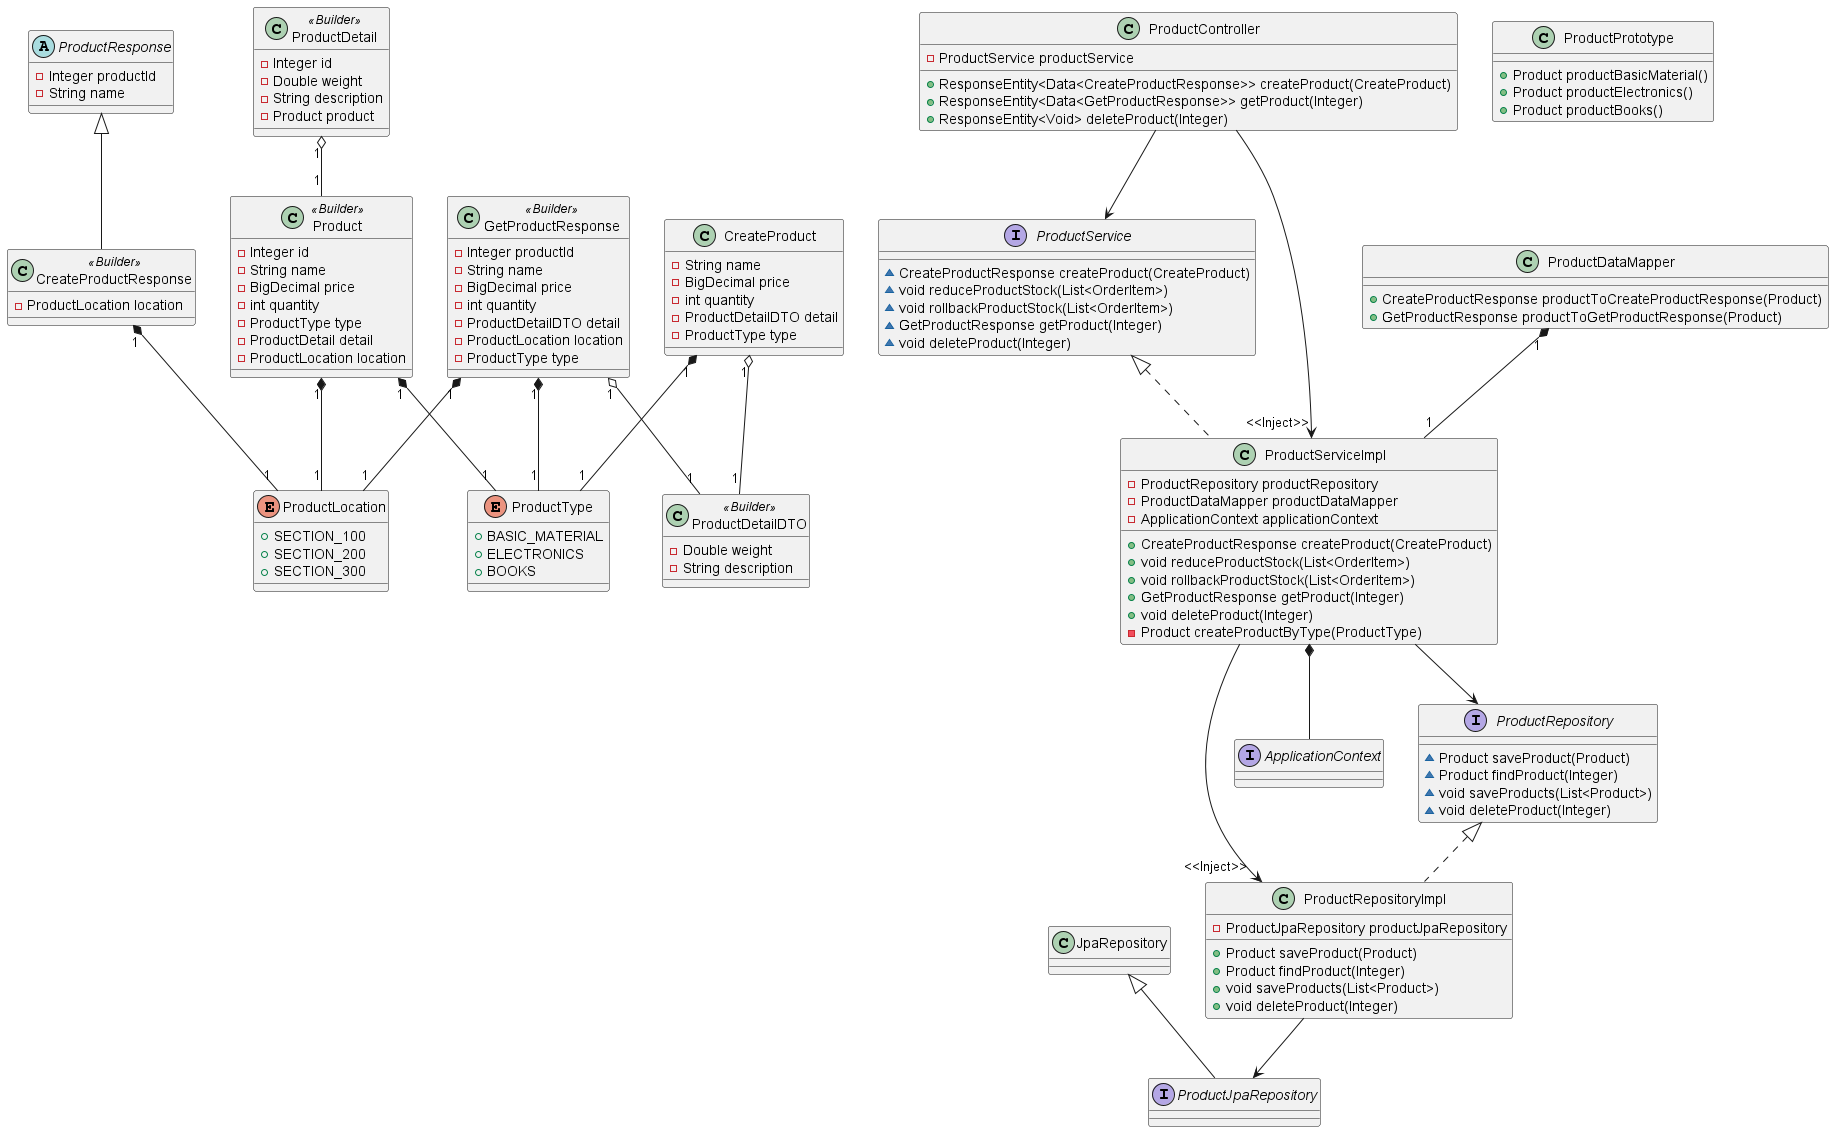 A ProductResponse
Integer productId
String name
C «Builder»
ProductDetail
Integer id
Double weight
String description
Product product
1
1
C ProductController
ProductService productService
ResponseEntity<Data<CreateProductResponse>> createProduct(CreateProduct)
ResponseEntity<Data<GetProductResponse>> getProduct(Integer)
ResponseEntity<Void> deleteProduct(Integer)
C ProductPrototype
Product productBasicMaterial()
Product productElectronics()
Product productBooks()
C «Builder»
CreateProductResponse
ProductLocation location
1
C «Builder»
Product
Integer id
String name
BigDecimal price
int quantity
ProductType type
ProductDetail detail
ProductLocation location
1
1
C «Builder»
GetProductResponse
Integer productId
String name
BigDecimal price
int quantity
ProductDetailDTO detail
ProductLocation location
ProductType type
1
1
1
C CreateProduct
String name
BigDecimal price
int quantity
ProductDetailDTO detail
ProductType type
1
1
I ProductService
CreateProductResponse createProduct(CreateProduct)
void reduceProductStock(List<OrderItem>)
void rollbackProductStock(List<OrderItem>)
GetProductResponse getProduct(Integer)
void deleteProduct(Integer)
C ProductDataMapper
CreateProductResponse productToCreateProductResponse(Product)
GetProductResponse productToGetProductResponse(Product)
1
<<Inject>>
1
1
1
1
E ProductLocation
SECTION_100
SECTION_200
SECTION_300
1
1
1
E ProductType
BASIC_MATERIAL
ELECTRONICS
BOOKS
1
1
C «Builder»
ProductDetailDTO
Double weight
String description
C ProductServiceImpl
ProductRepository productRepository
ProductDataMapper productDataMapper
ApplicationContext applicationContext
CreateProductResponse createProduct(CreateProduct)
void reduceProductStock(List<OrderItem>)
void rollbackProductStock(List<OrderItem>)
GetProductResponse getProduct(Integer)
void deleteProduct(Integer)
Product createProductByType(ProductType)
I ApplicationContext
I ProductRepository
Product saveProduct(Product)
Product findProduct(Integer)
void saveProducts(List<Product>)
void deleteProduct(Integer)
<<Inject>>
C JpaRepository
C ProductRepositoryImpl
ProductJpaRepository productJpaRepository
Product saveProduct(Product)
Product findProduct(Integer)
void saveProducts(List<Product>)
void deleteProduct(Integer)
I ProductJpaRepository